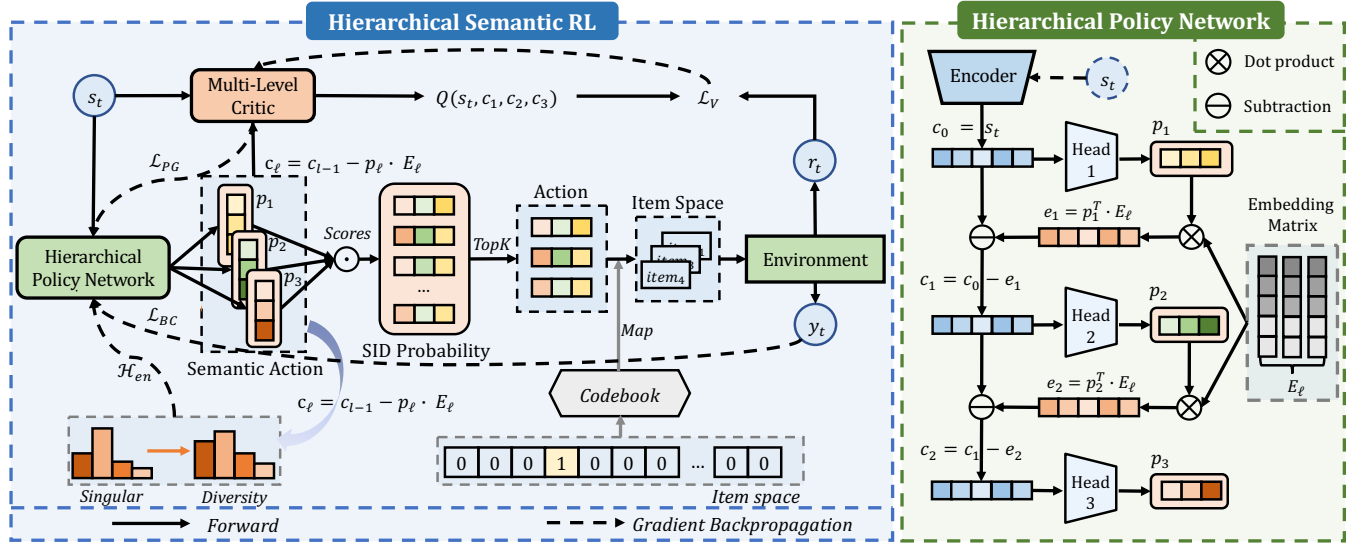 Hierarchical Semantic RL
s_t
Multi-Level
Critic
Q(s_t, c_1, c_2, c_3)
ℒ_V
ℒ_PG
c_ℓ = c_{l-1} − p_ℓ · E_ℓ
r_t
p_1
p_2
p_3
Hierarchical
Policy Network
Scores
TopK
Action
Item Space
item_4
Environment
ℒ_BC
...
SID Probability
Semantic Action
Map
y_t
ℋ_en
c_ℓ = c_{l-1} − p_ℓ · E_ℓ
Codebook
0 0 0 1 0 0 0 ... 0 0
Singular
Diversity
Item space
Forward
Gradient Backpropagation
Hierarchical Policy Network
Encoder
s_t
Dot product
Subtraction
c_0 = s_t
Head
1
p_1
e_1 = p_1^T · E_ℓ
Embedding
Matrix
c_1 = c_0 − e_1
Head
2
p_2
E_ℓ
e_2 = p_2^T · E_ℓ
c_2 = c_1 − e_2
Head
3
p_3